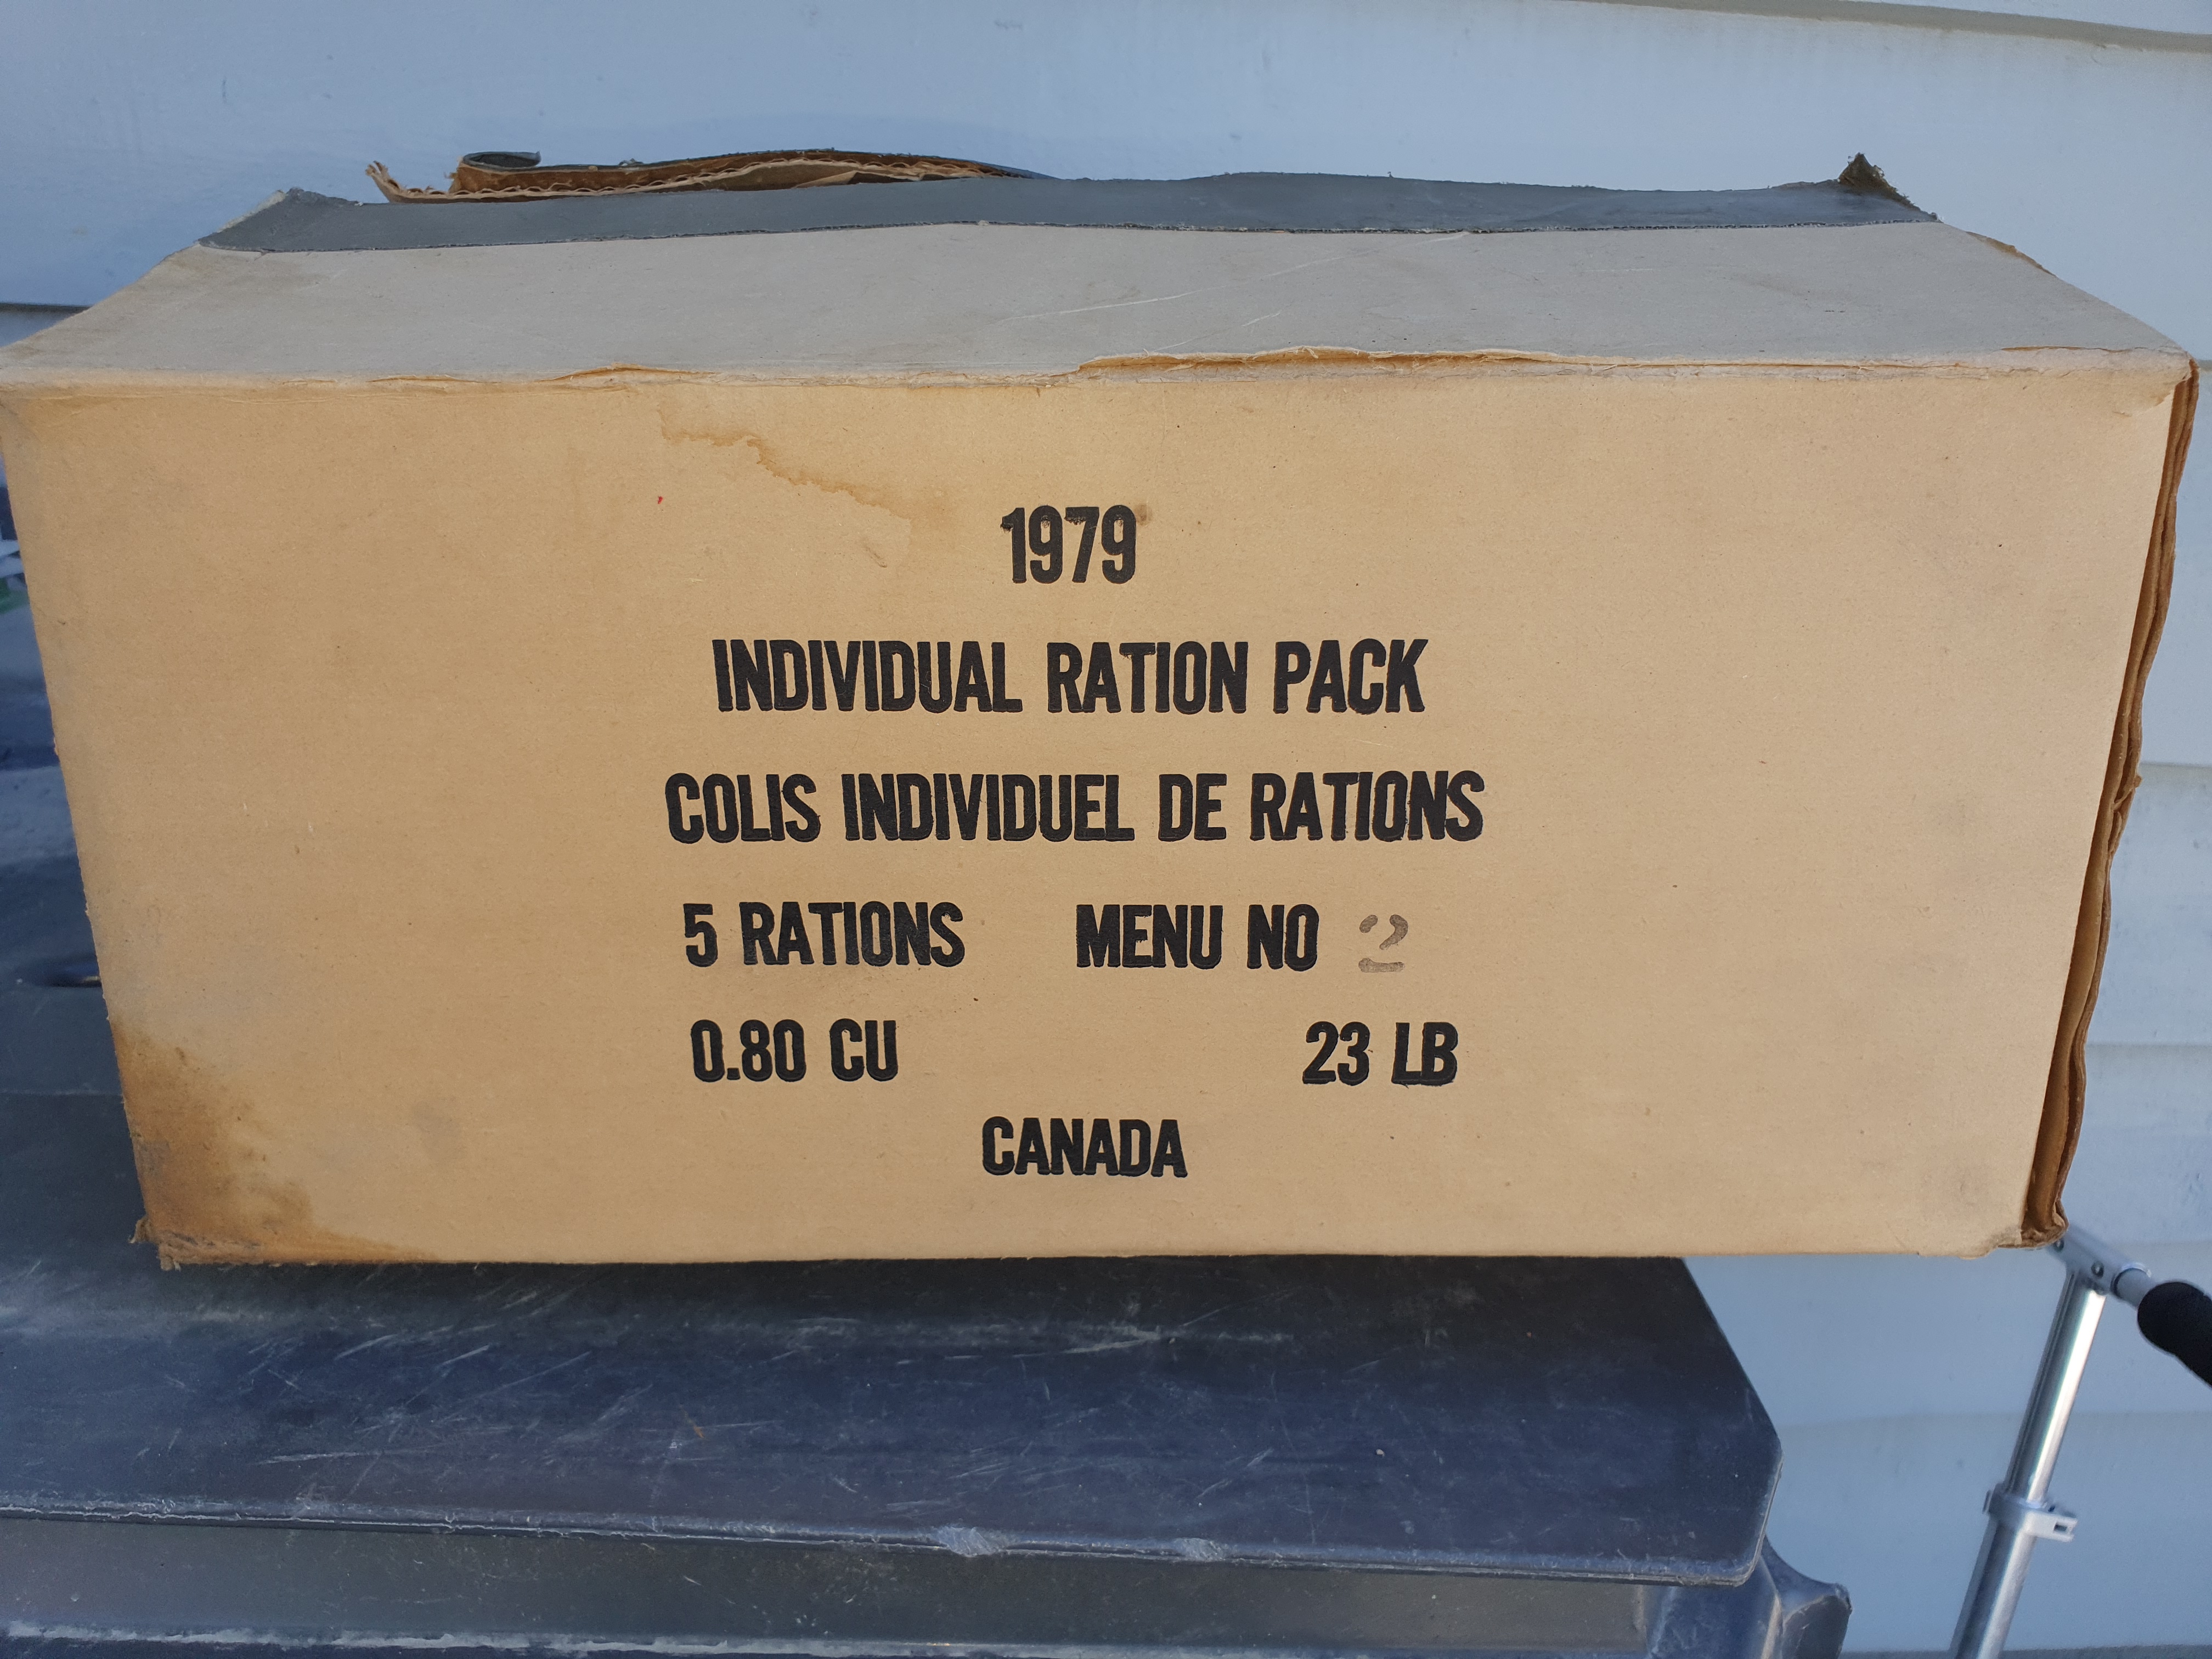 1979
INDIVIDUAL RATION PACK
COLIS INDIVIDUEL DE RATIONS
5 RATIONS MENU NO 2
0.80 CU 23 LB
CANADA